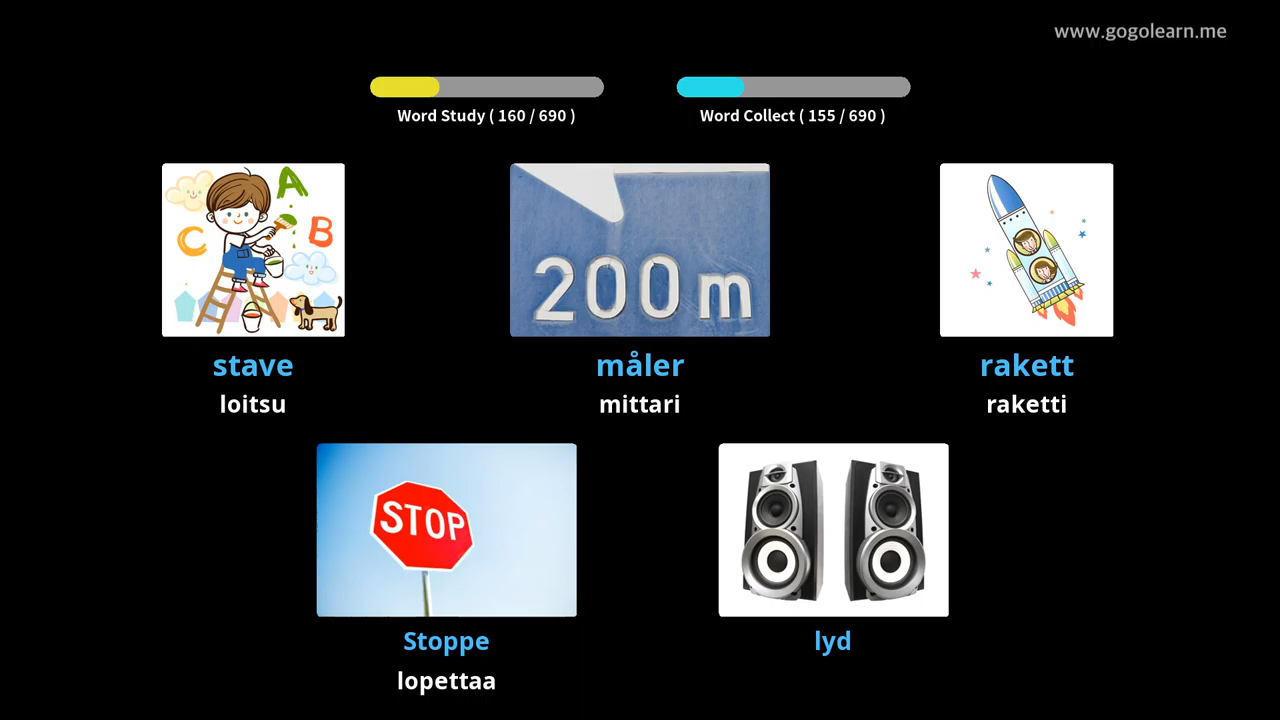 www.gogolearn.me
Word Study ( 160 / 690 )
Word Collect ( 155 / 690 )
A
B
C
200 m
stave
måler
rakett
loitsu
mittari
raketti
STOP
Stoppe
lyd
lopettaa